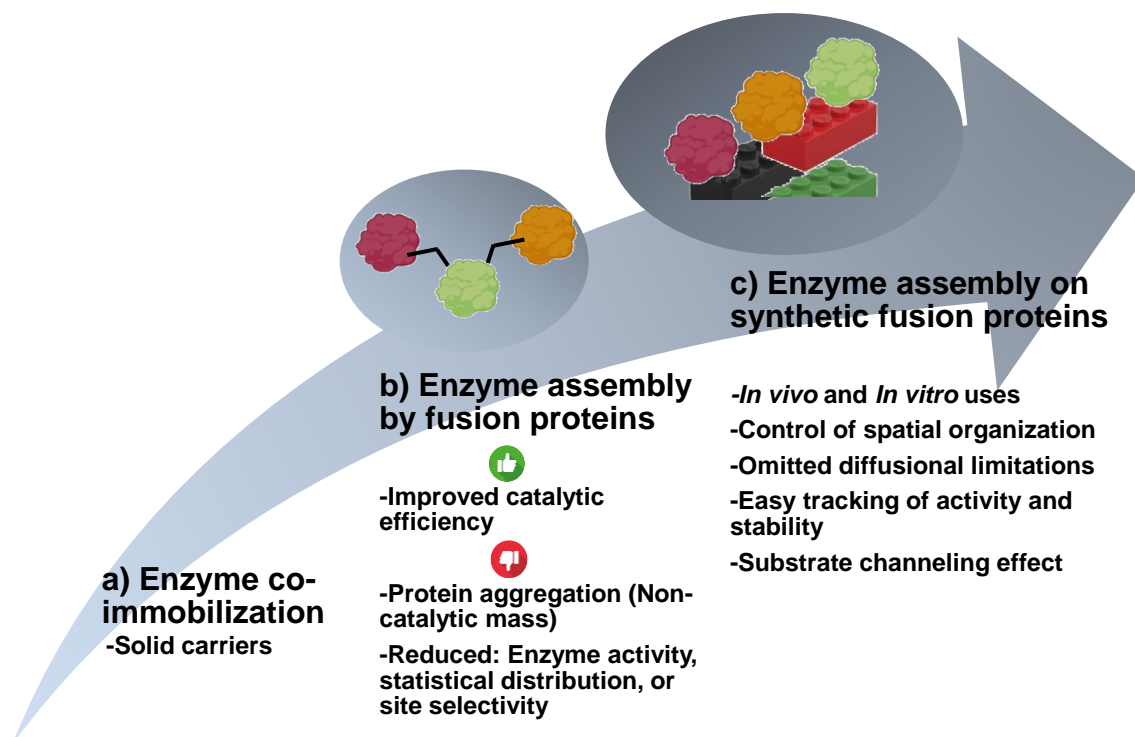 a) Enzyme co-
immobilization
-Solid carriers
b) Enzyme assembly
by fusion proteins
-Improved catalytic
efficiency
-Protein aggregation (Non-
catalytic mass)
-Reduced: Enzyme activity,
statistical distribution, or
site selectivity
c) Enzyme assembly on
synthetic fusion proteins
-In vivo and In vitro uses
-Control of spatial organization
-Omitted diffusional limitations
-Easy tracking of activity and
stability
-Substrate channeling effect